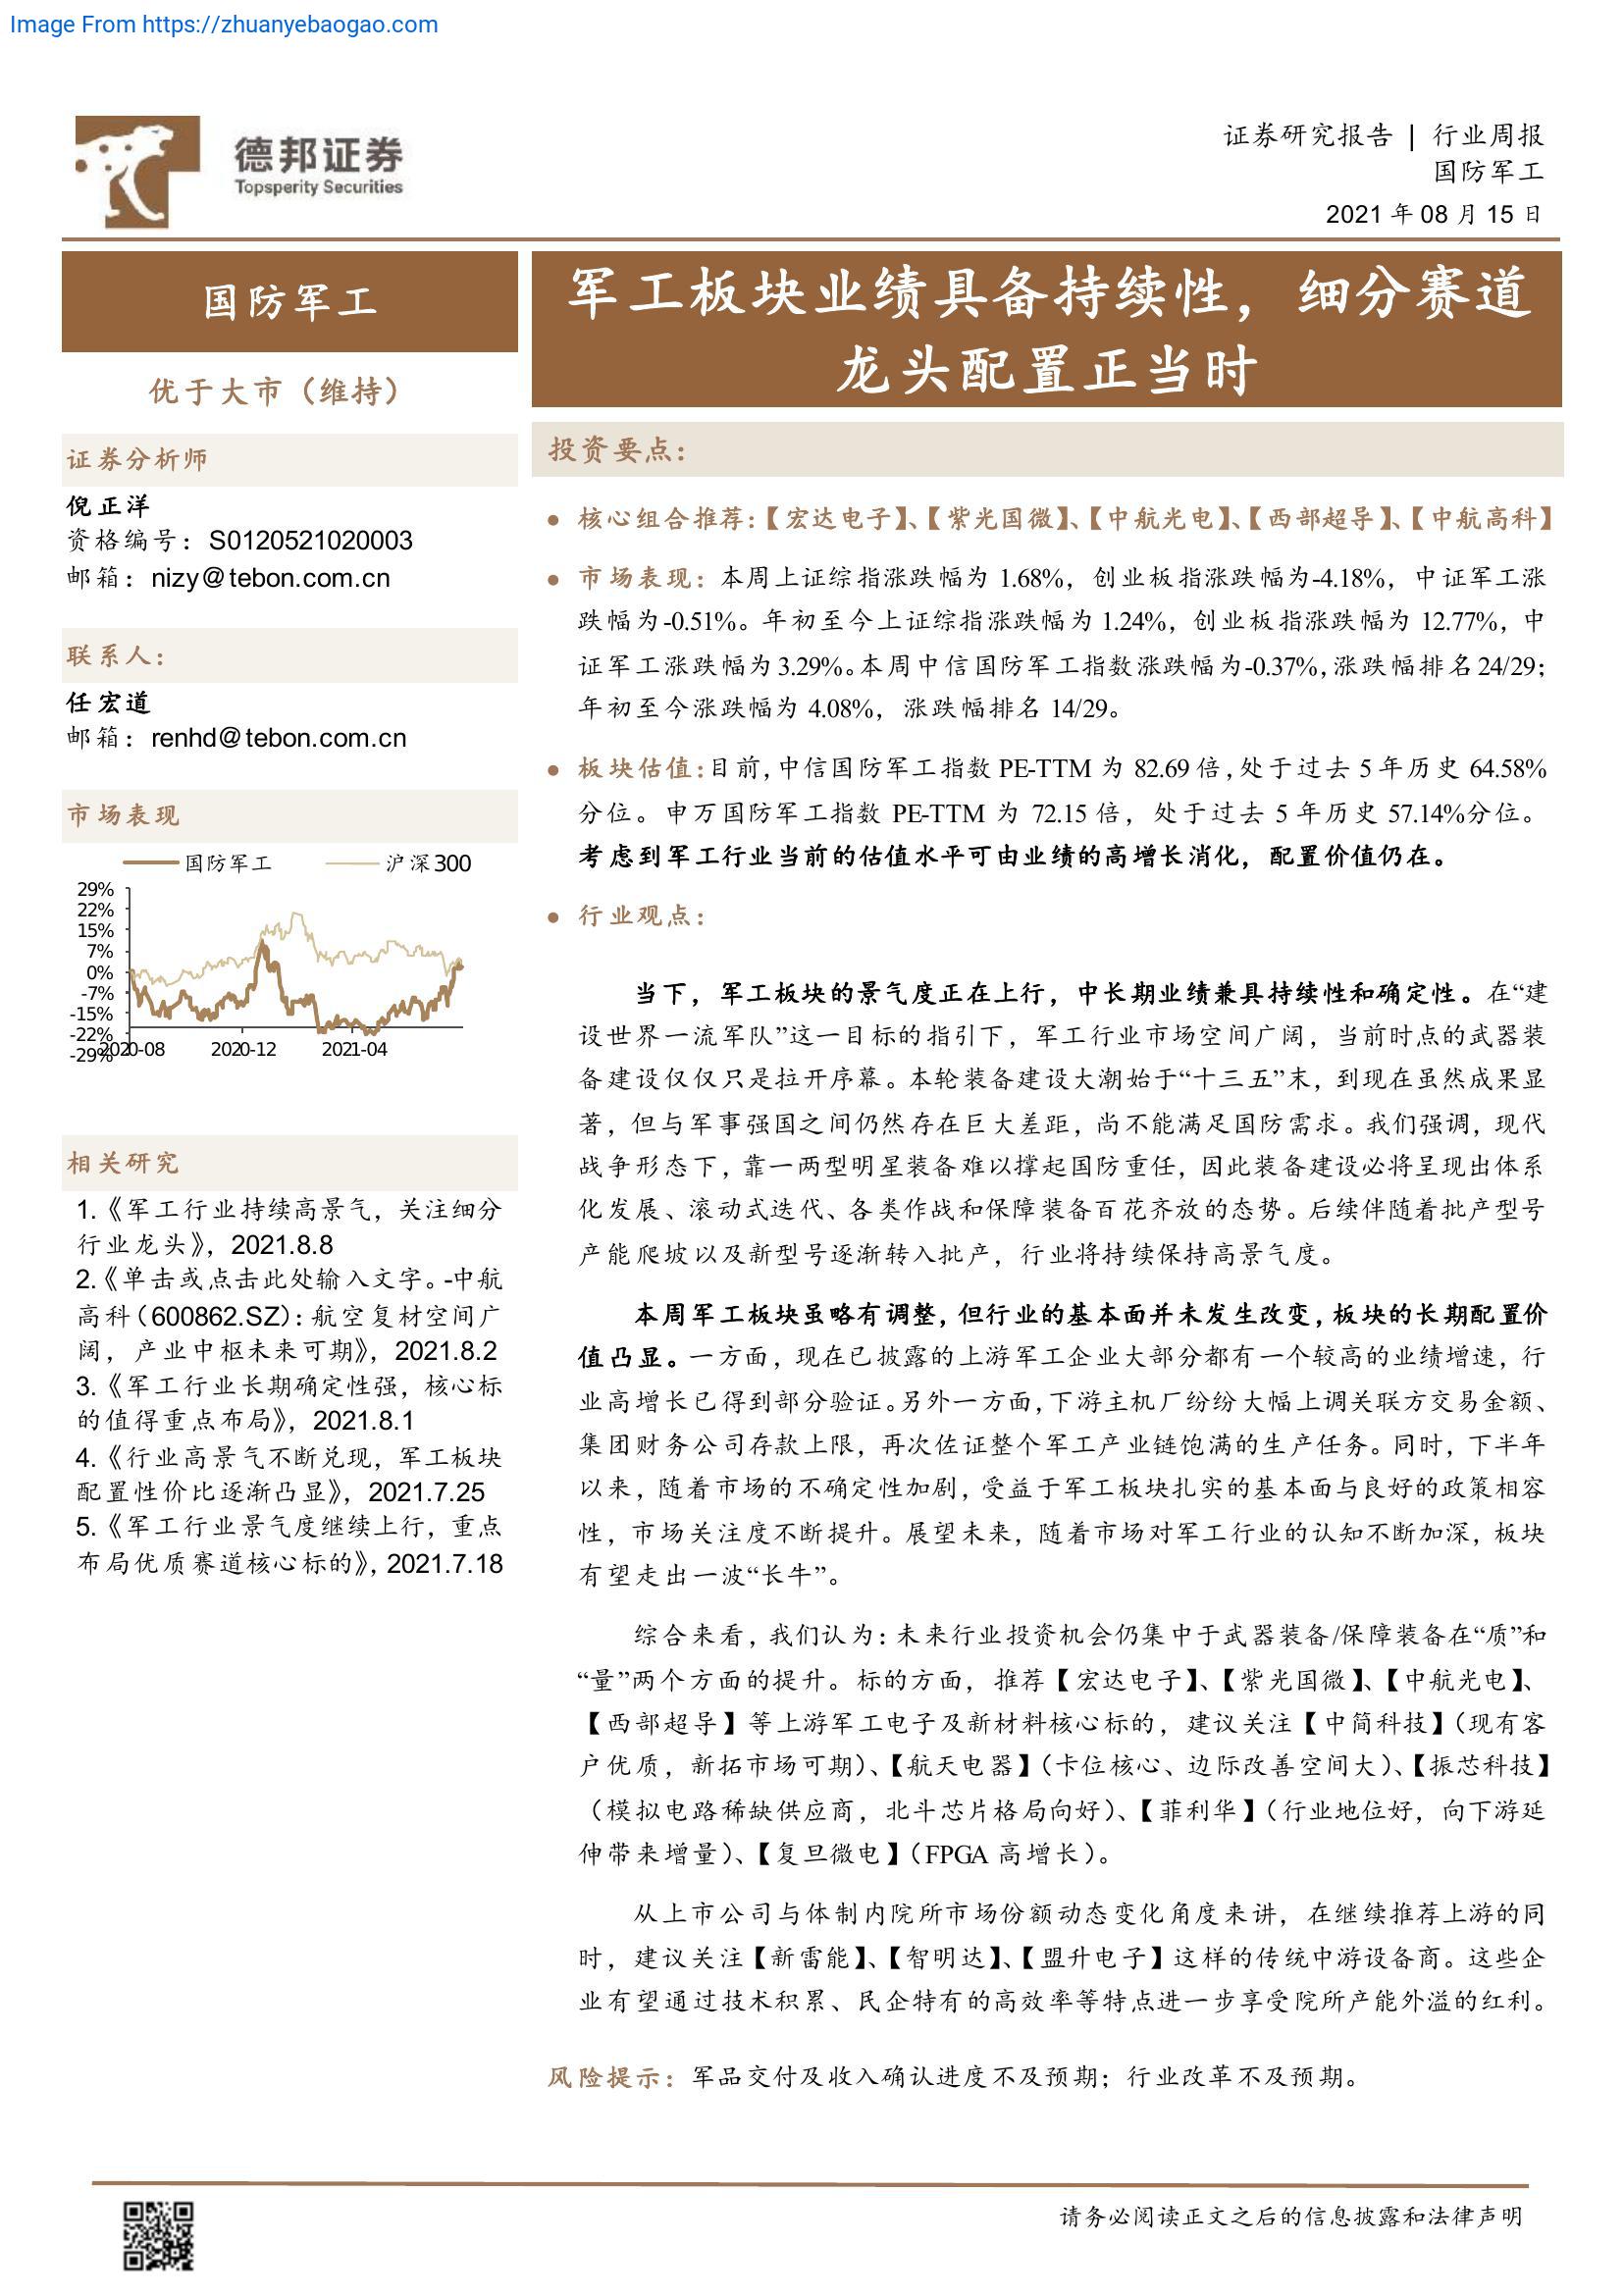 Image From https://zhuanyebaogao.com
德邦证券
Topsperity Securities
证券研究报告 | 行业周报
国防军工
2021 年 08 月 15 日
国防军工
优于大市（维持）
证券分析师
倪正洋
资格编号：S0120521020003
邮箱：nizy@tebon.com.cn
联系人：
任宏道
邮箱：renhd@tebon.com.cn
市场表现
国防军工 沪深300
29%
22%
15%
7%
0%
-7%
-15%
-22%
-29%
2020-08 2020-12 2021-04
相关研究
1.《军工行业持续高景气，关注细分
行业龙头》，2021.8.8
2.《单击或点击此处输入文字。-中航
高科（600862.SZ）：航空复材空间广
阔，产业中枢未来可期》，2021.8.2
3.《军工行业长期确定性强，核心标
的值得重点布局》，2021.8.1
4.《行业高景气不断兑现，军工板块
配置性价比逐渐凸显》，2021.7.25
5.《军工行业景气度继续上行，重点
布局优质赛道核心标的》，2021.7.18
军工板块业绩具备持续性，细分赛道
龙头配置正当时
投资要点：
● 核心组合推荐：【宏达电子】、【紫光国微】、【中航光电】、【西部超导】、【中航高科】
● 市场表现：本周上证综指涨跌幅为 1.68%，创业板指涨跌幅为-4.18%，中证军工涨
跌幅为-0.51%。年初至今上证综指涨跌幅为 1.24%，创业板指涨跌幅为 12.77%，中
证军工涨跌幅为 3.29%。本周中信国防军工指数涨跌幅为-0.37%，涨跌幅排名 24/29；
年初至今涨跌幅为 4.08%，涨跌幅排名 14/29。
● 板块估值：目前，中信国防军工指数 PE-TTM 为 82.69 倍，处于过去 5 年历史 64.58%
分位。申万国防军工指数 PE-TTM 为 72.15 倍，处于过去 5 年历史 57.14%分位。
考虑到军工行业当前的估值水平可由业绩的高增长消化，配置价值仍在。
● 行业观点：
当下，军工板块的景气度正在上行，中长期业绩兼具持续性和确定性。在“建
设世界一流军队”这一目标的指引下，军工行业市场空间广阔，当前时点的武器装
备建设仅仅只是拉开序幕。本轮装备建设大潮始于“十三五”末，到现在虽然成果显
著，但与军事强国之间仍然存在巨大差距，尚不能满足国防需求。我们强调，现代
战争形态下，靠一两型明星装备难以撑起国防重任，因此装备建设必将呈现出体系
化发展、滚动式迭代、各类作战和保障装备百花齐放的态势。后续伴随着批产型号
产能爬坡以及新型号逐渐转入批产，行业将持续保持高景气度。
本周军工板块虽略有调整，但行业的基本面并未发生改变，板块的长期配置价
值凸显。一方面，现在已披露的上游军工企业大部分都有一个较高的业绩增速，行
业高增长已得到部分验证。另外一方面，下游主机厂纷纷大幅上调关联方交易金额、
集团财务公司存款上限，再次佐证整个军工产业链饱满的生产任务。同时，下半年
以来，随着市场的不确定性加剧，受益于军工板块扎实的基本面与良好的政策相容
性，市场关注度不断提升。展望未来，随着市场对军工行业的认知不断加深，板块
有望走出一波“长牛”。
综合来看，我们认为：未来行业投资机会仍集中于武器装备/保障装备在“质”和
“量”两个方面的提升。标的方面，推荐【宏达电子】、【紫光国微】、【中航光电】、
【西部超导】等上游军工电子及新材料核心标的，建议关注【中简科技】（现有客
户优质，新拓市场可期）、【航天电器】（卡位核心、边际改善空间大）、【振芯科技】
（模拟电路稀缺供应商，北斗芯片格局向好）、【菲利华】（行业地位好，向下游延
伸带来增量）、【复旦微电】（FPGA 高增长）。
从上市公司与体制内院所市场份额动态变化角度来讲，在继续推荐上游的同
时，建议关注【新雷能】、【智明达】、【盟升电子】这样的传统中游设备商。这些企
业有望通过技术积累、民企特有的高效率等特点进一步享受院所产能外溢的红利。
风险提示：军品交付及收入确认进度不及预期；行业改革不及预期。
请务必阅读正文之后的信息披露和法律声明